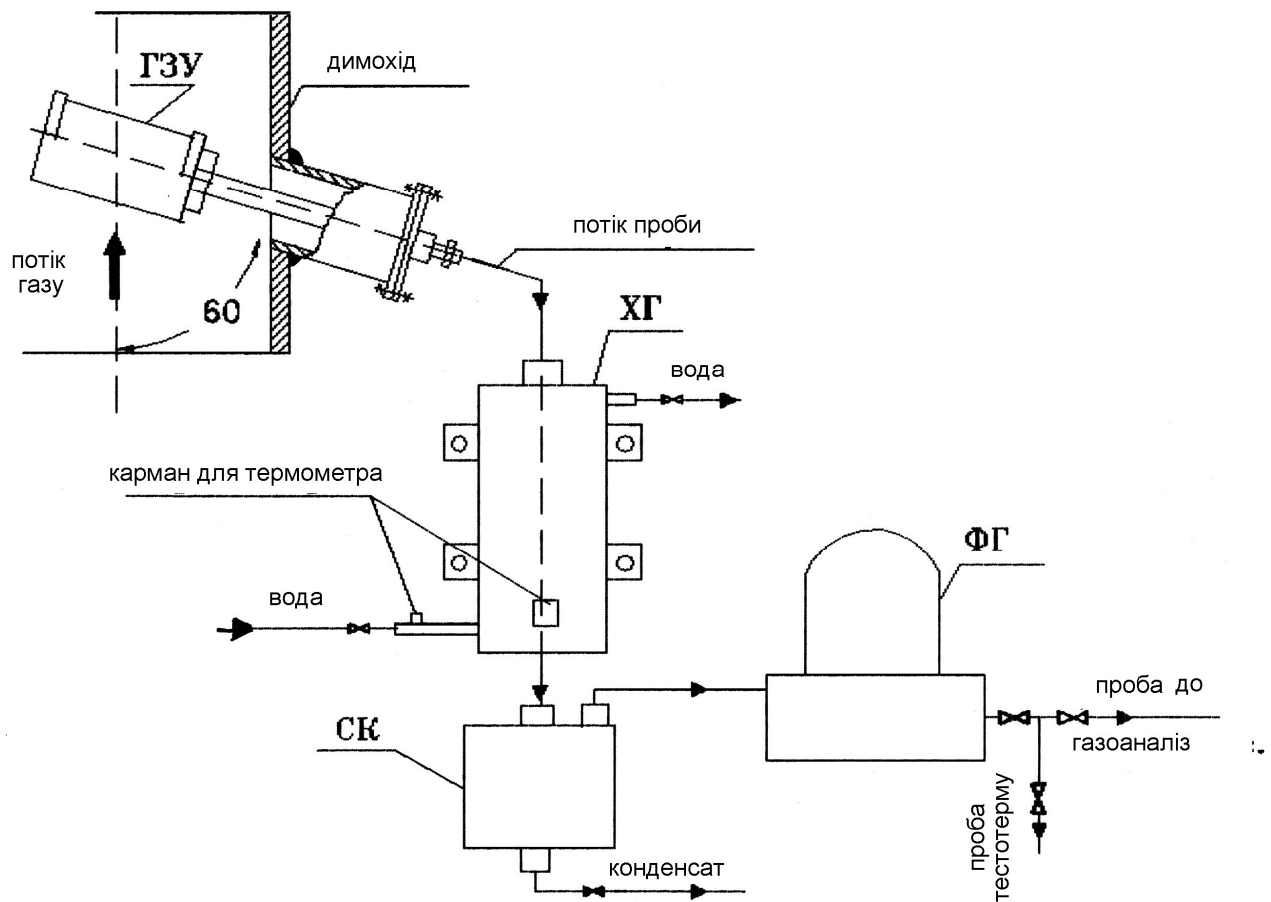 ГЗУ
димохід
потік проби
потік
газу
60
ХГ
вода
карман для термометра
ФГ
вода
проба до
СК
газоаналіз
проба
тестотерму
конденсат